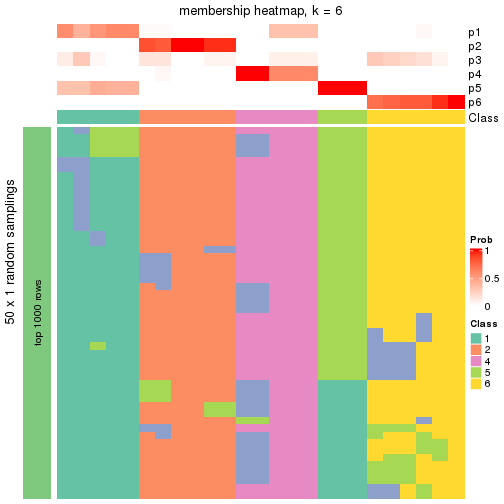 membership heatmap, k = 6
p1
p2
p3
p4
p5
p6
Class
50 x 1 random samplings
top 1000 rows
Prob
1
0.5
0
Class
1
2
4
5
6